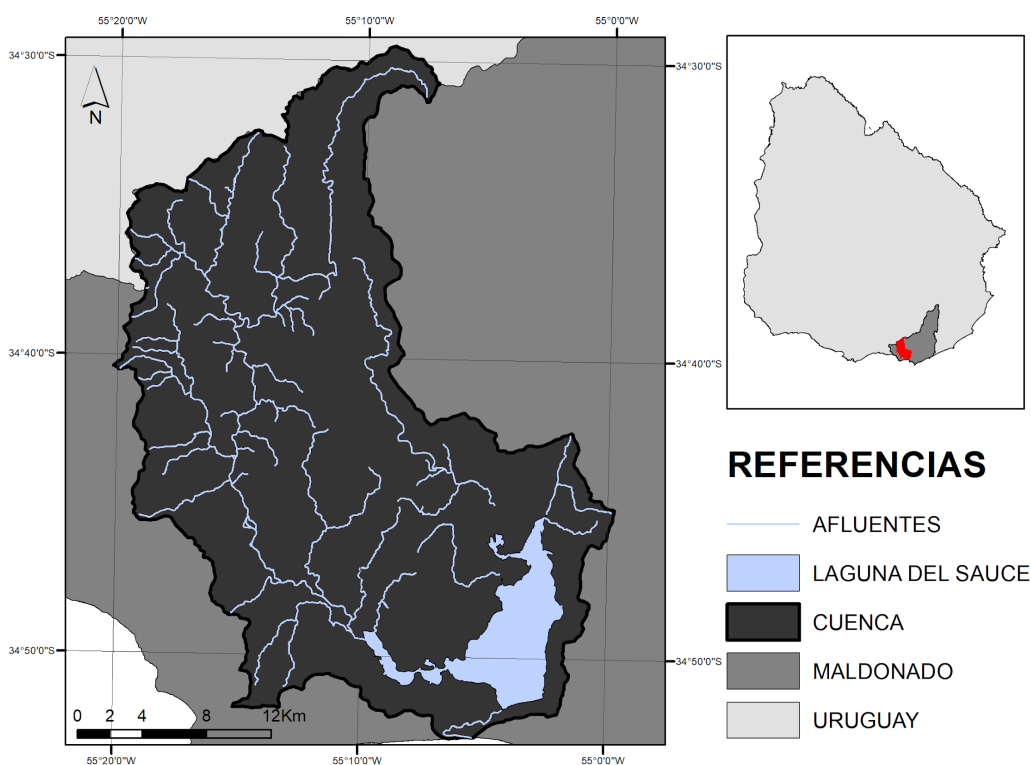 55°20'0"W 55°10'0"W 55°0'0"W
34°30'0"S 34°30'0"S
N
34°40'0"S 34°40'0"S
REFERENCIAS
AFLUENTES
LAGUNA DEL SAUCE
CUENCA
34°50'0"S 34°50'0"S
MALDONADO
0 2 4 8 12Km
URUGUAY
55°20'0"W 55°10'0"W 55°0'0"W